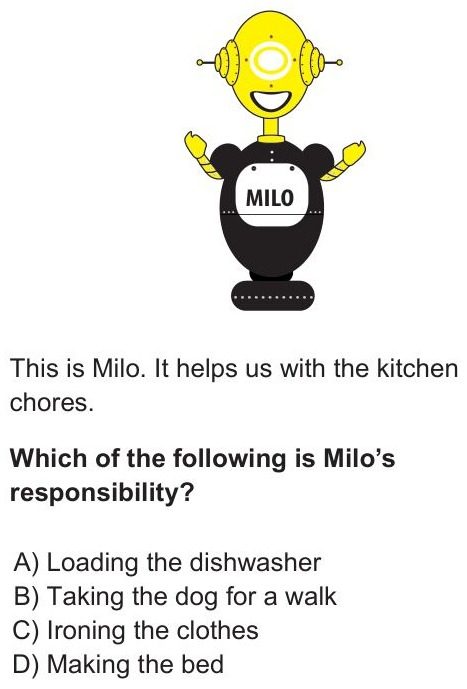 MILO
This is Milo. It helps us with the kitchen
chores.
Which of the following is Milo’s
responsibility?
A) Loading the dishwasher
B) Taking the dog for a walk
C) Ironing the clothes
D) Making the bed